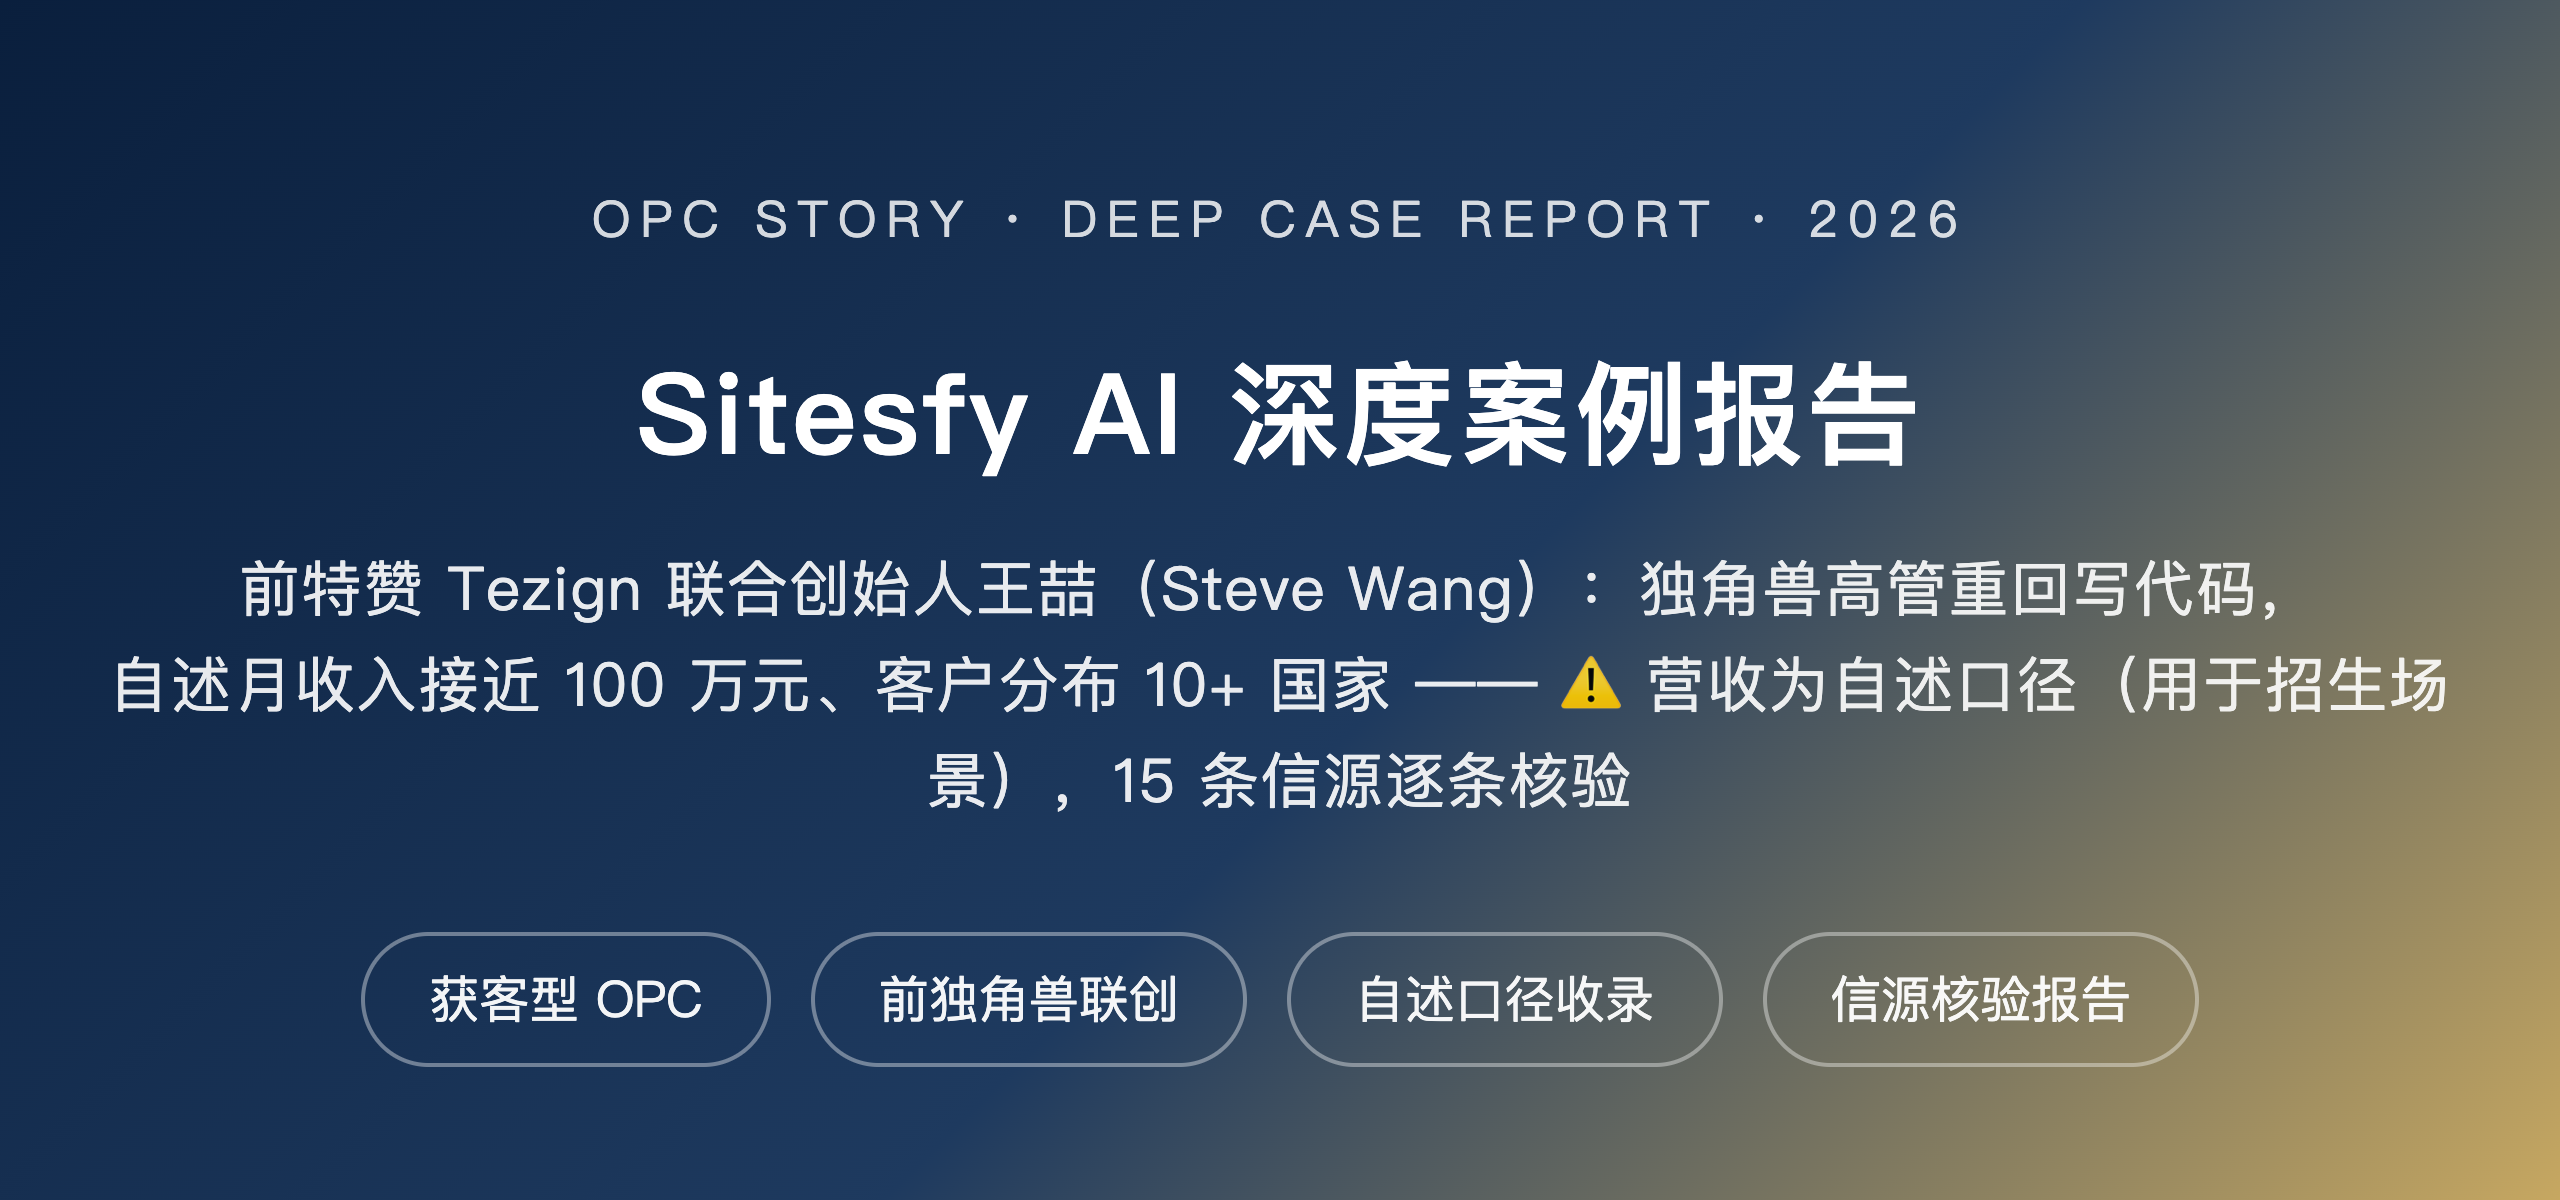 OPC STORY · DEEP CASE REPORT · 2026
Sitesfy AI 深度案例报告
前特赞 Tezign 联合创始人王喆（Steve Wang）：独角兽高管重回写代码，
自述月收入接近 100 万元、客户分布 10+ 国家 —— ⚠️ 营收为自述口径（用于招生场
景），15 条信源逐条核验
获客型 OPC
前独角兽联创
自述口径收录
信源核验报告